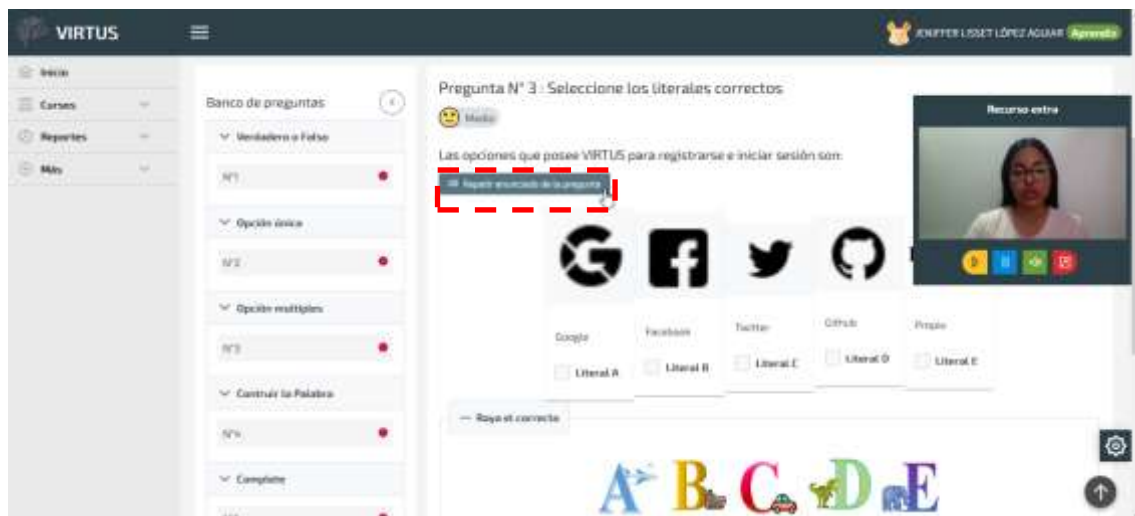 VIRTUS
JENIFFER LISSET LÓPEZ AGUIAR Aprendiz
Inicio
Cursos
Reportes
Más
Banco de preguntas
Verdadero o Falso
N°1
Opción única
N°2
Opción multiples
N°3
Contruir la Palabra
N°4
Complete
Pregunta N° 3 : Seleccione los literales correctos
Medio
Las opciones que posee VIRTUS para registrarse e iniciar sesión son:
Repetir enunciado de la pregunta
Google
Facebook
Twitter
Github
Propio
Literal A
Literal B
Literal C
Literal D
Literal E
Raya el correcto
A B C D E
Recurso extra